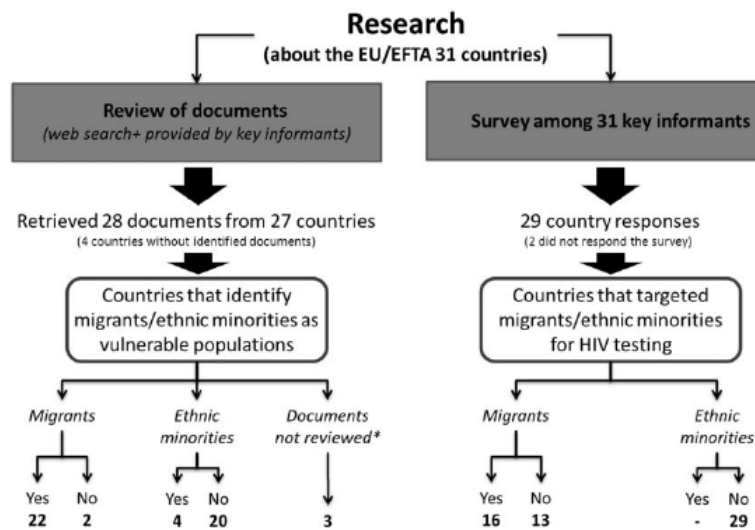 Research
(about the EU/EFTA 31 countries)
Review of documents
(web search+ provided by key informants)
Retrieved 28 documents from 27 countries
(4 countries without identified documents)
Countries that identify
migrants/ethnic minorities as
vulnerable populations
Migrants
Ethnic
minorities
Documents
not reviewed*
Yes No
22 2
Yes No
4 20
3
Survey among 31 key informants
29 country responses
(2 did not respond the survey)
Countries that targeted
migrants/ethnic minorities
for HIV testing
Migrants
Ethnic
minorities
Yes No
16 13
Yes No
- 29